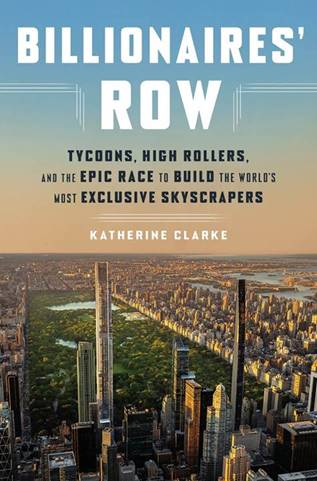 BILLIONAIRES'
ROW
TYCOONS, HIGH ROLLERS,
AND THE EPIC RACE TO BUILD THE WORLD'S
MOST EXCLUSIVE SKYSCRAPERS
KATHERINE CLARKE